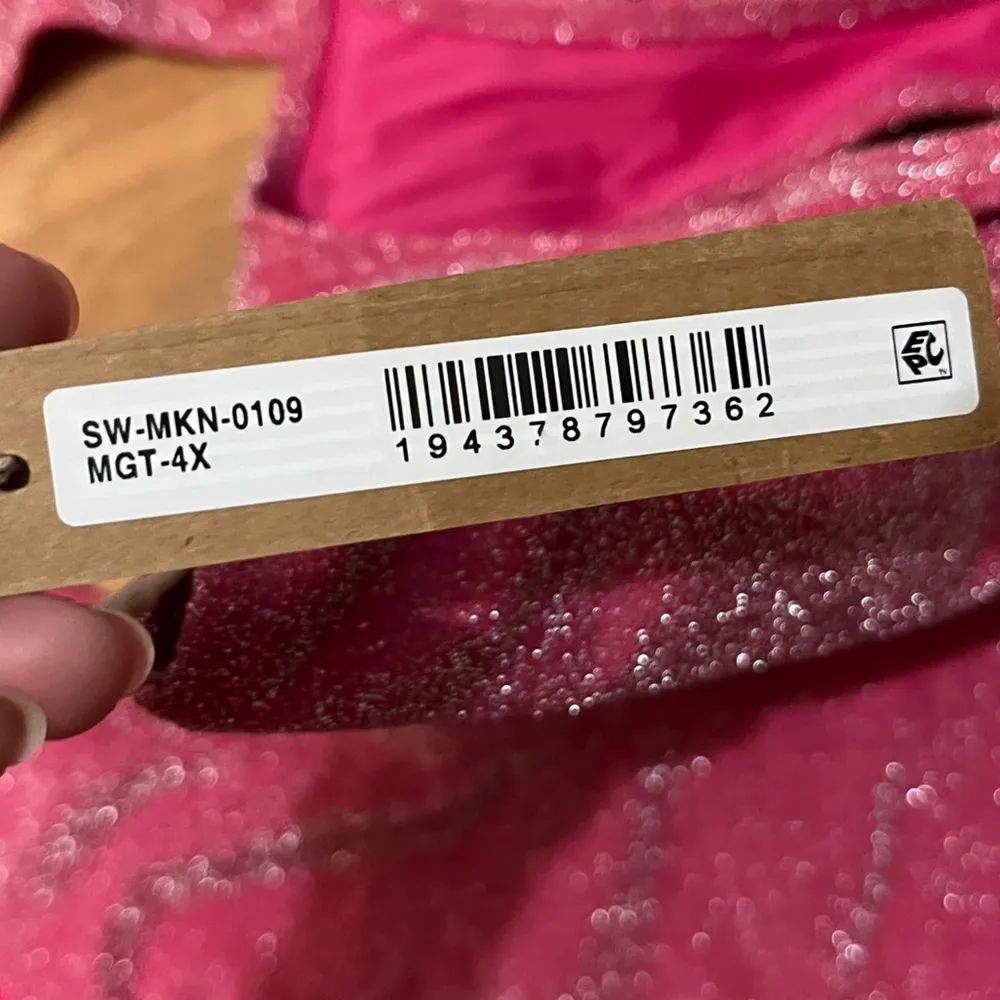 SW-MKN-0109
MGT-4X
194378797362
EPC